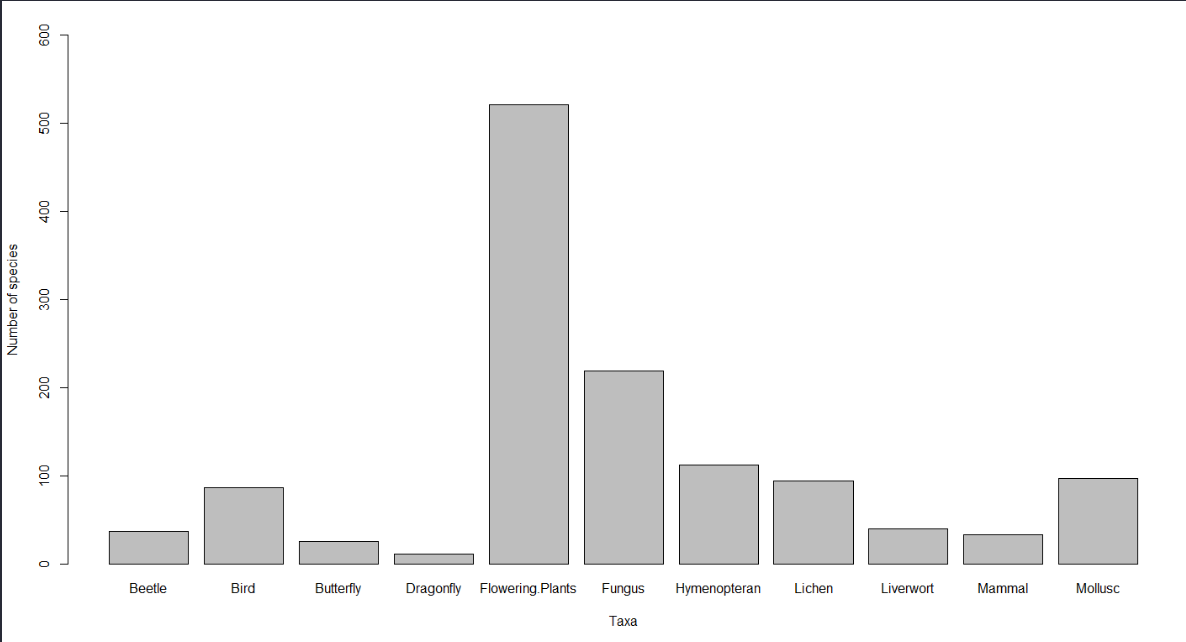 600
500
400
300
200
100
0
Number of species
Beetle Bird Butterfly Dragonfly Flowering.Plants Fungus Hymenopteran Lichen Liverwort Mammal Mollusc
Taxa